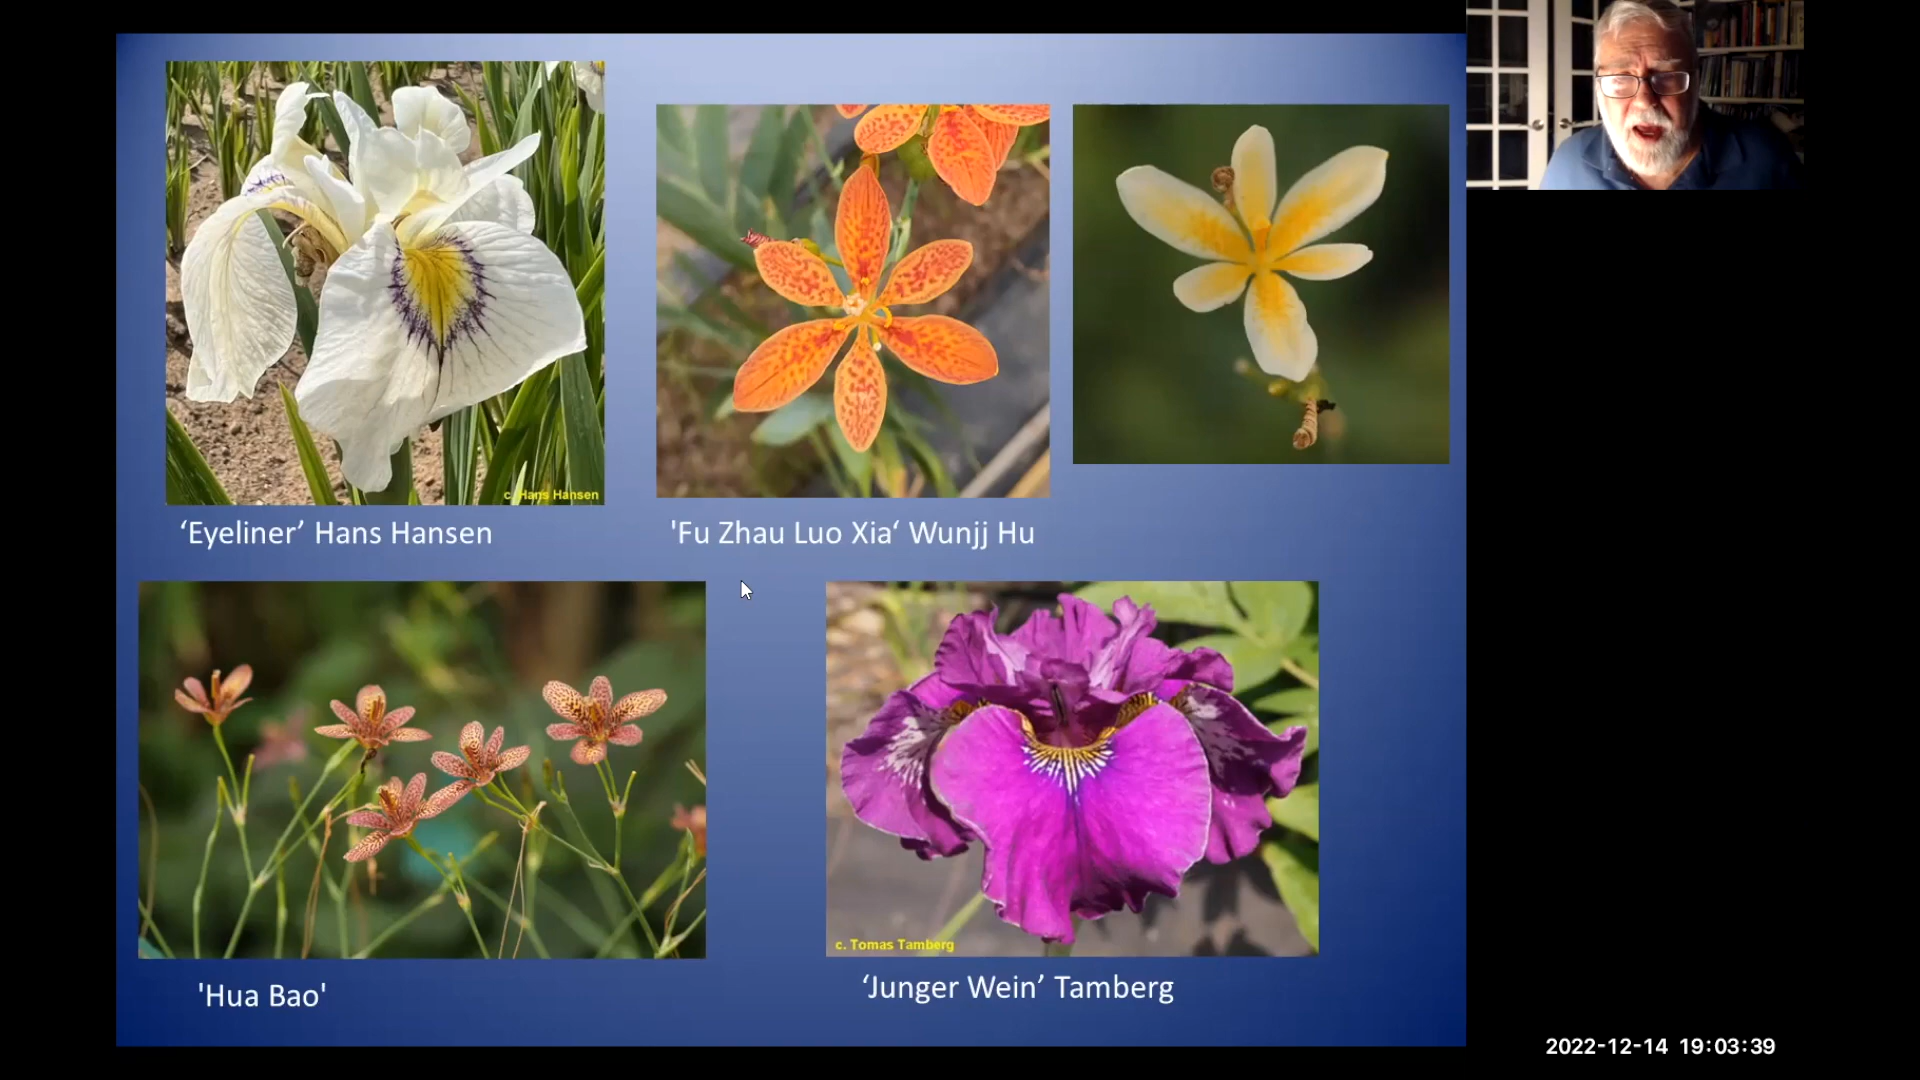 c. Hans Hansen
‘Eyeliner’ Hans Hansen
'Fu Zhau Luo Xia‘ Wunjj Hu
c. Tomas Tamberg
'Hua Bao'
‘Junger Wein’ Tamberg
2022-12-14 19:03:39